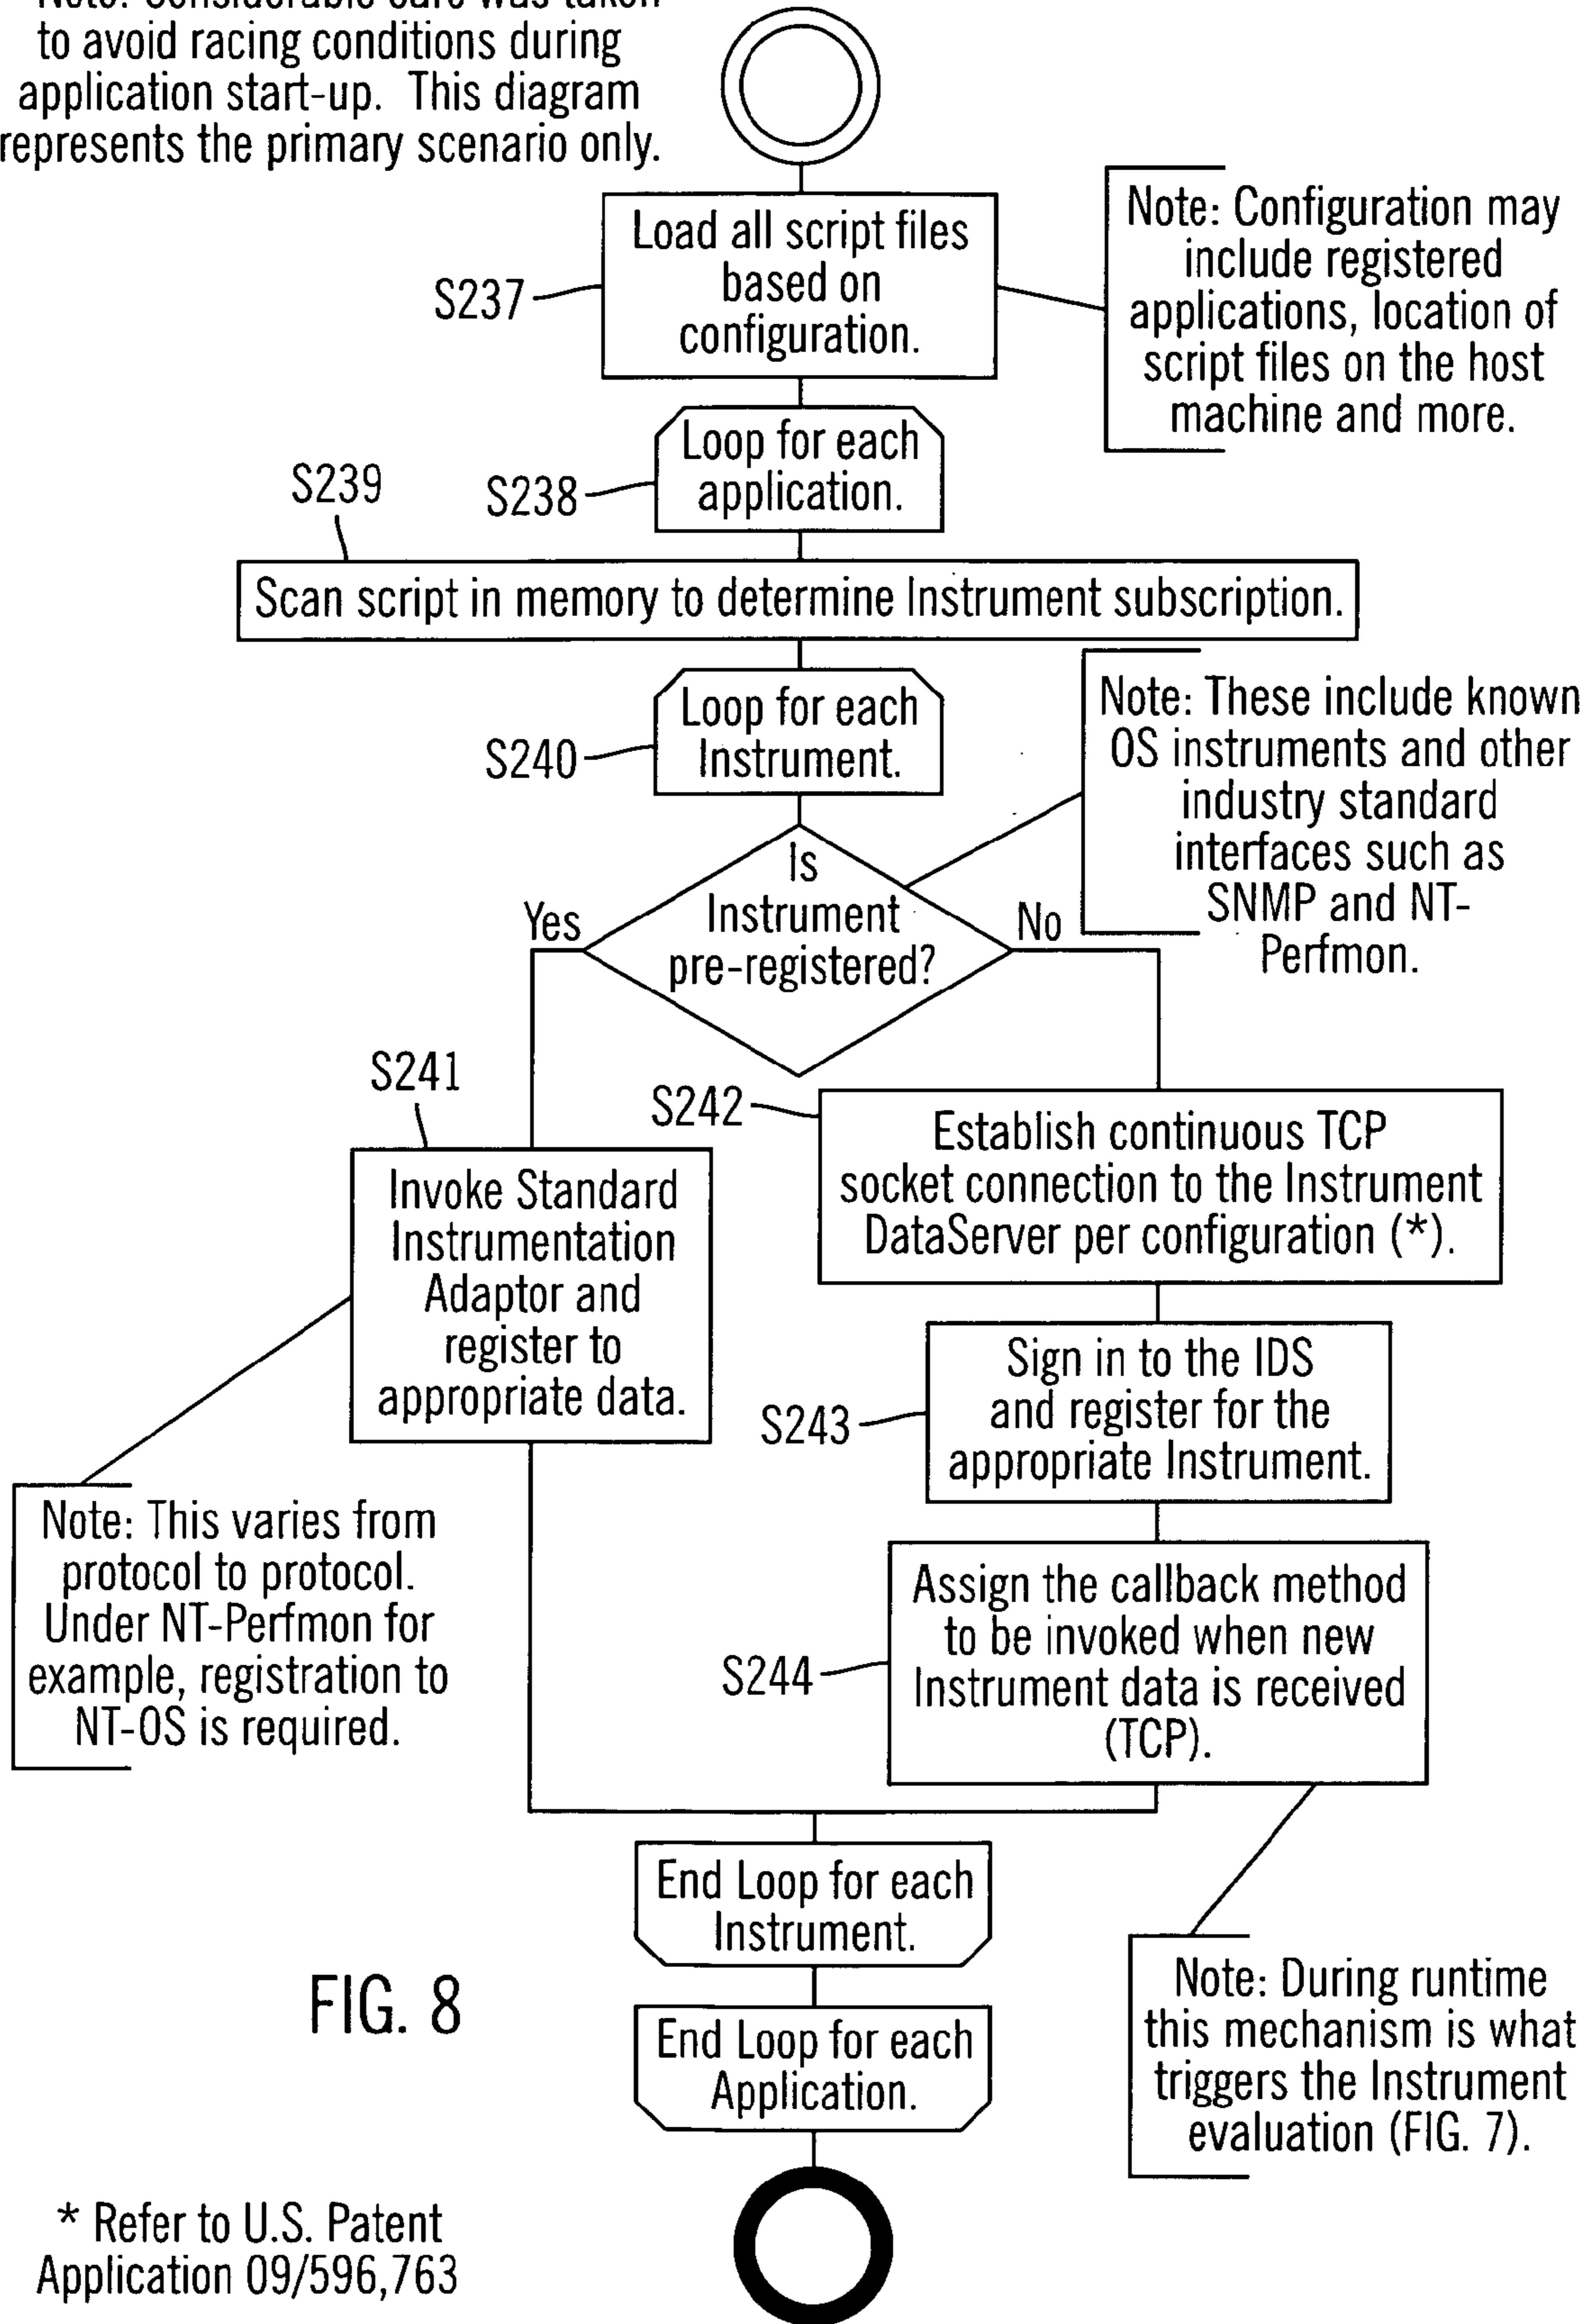 Note: Considerable care was taken
to avoid racing conditions during
application start-up. This diagram
represents the primary scenario only.
Load all script files
based on
configuration.
S237
Note: Configuration may
include registered
applications, location of
script files on the host
machine and more.
Loop for each
application.
S238
S239
Scan script in memory to determine Instrument subscription.
Loop for each
Instrument.
S240
Note: These include known
OS instruments and other
industry standard
interfaces such as
SNMP and NT-
Perfmon.
Is
Instrument
pre-registered?
Yes
No
S241
Invoke Standard
Instrumentation
Adaptor and
register to
appropriate data.
S242
Establish continuous TCP
socket connection to the Instrument
DataServer per configuration (*).
S243
Sign in to the IDS
and register for the
appropriate Instrument.
Note: This varies from
protocol to protocol.
Under NT-Perfmon for
example, registration to
NT-OS is required.
S244
Assign the callback method
to be invoked when new
Instrument data is received
(TCP).
End Loop for each
Instrument.
End Loop for each
Application.
Note: During runtime
this mechanism is what
triggers the Instrument
evaluation (FIG. 7).
FIG. 8
* Refer to U.S. Patent
Application 09/596,763